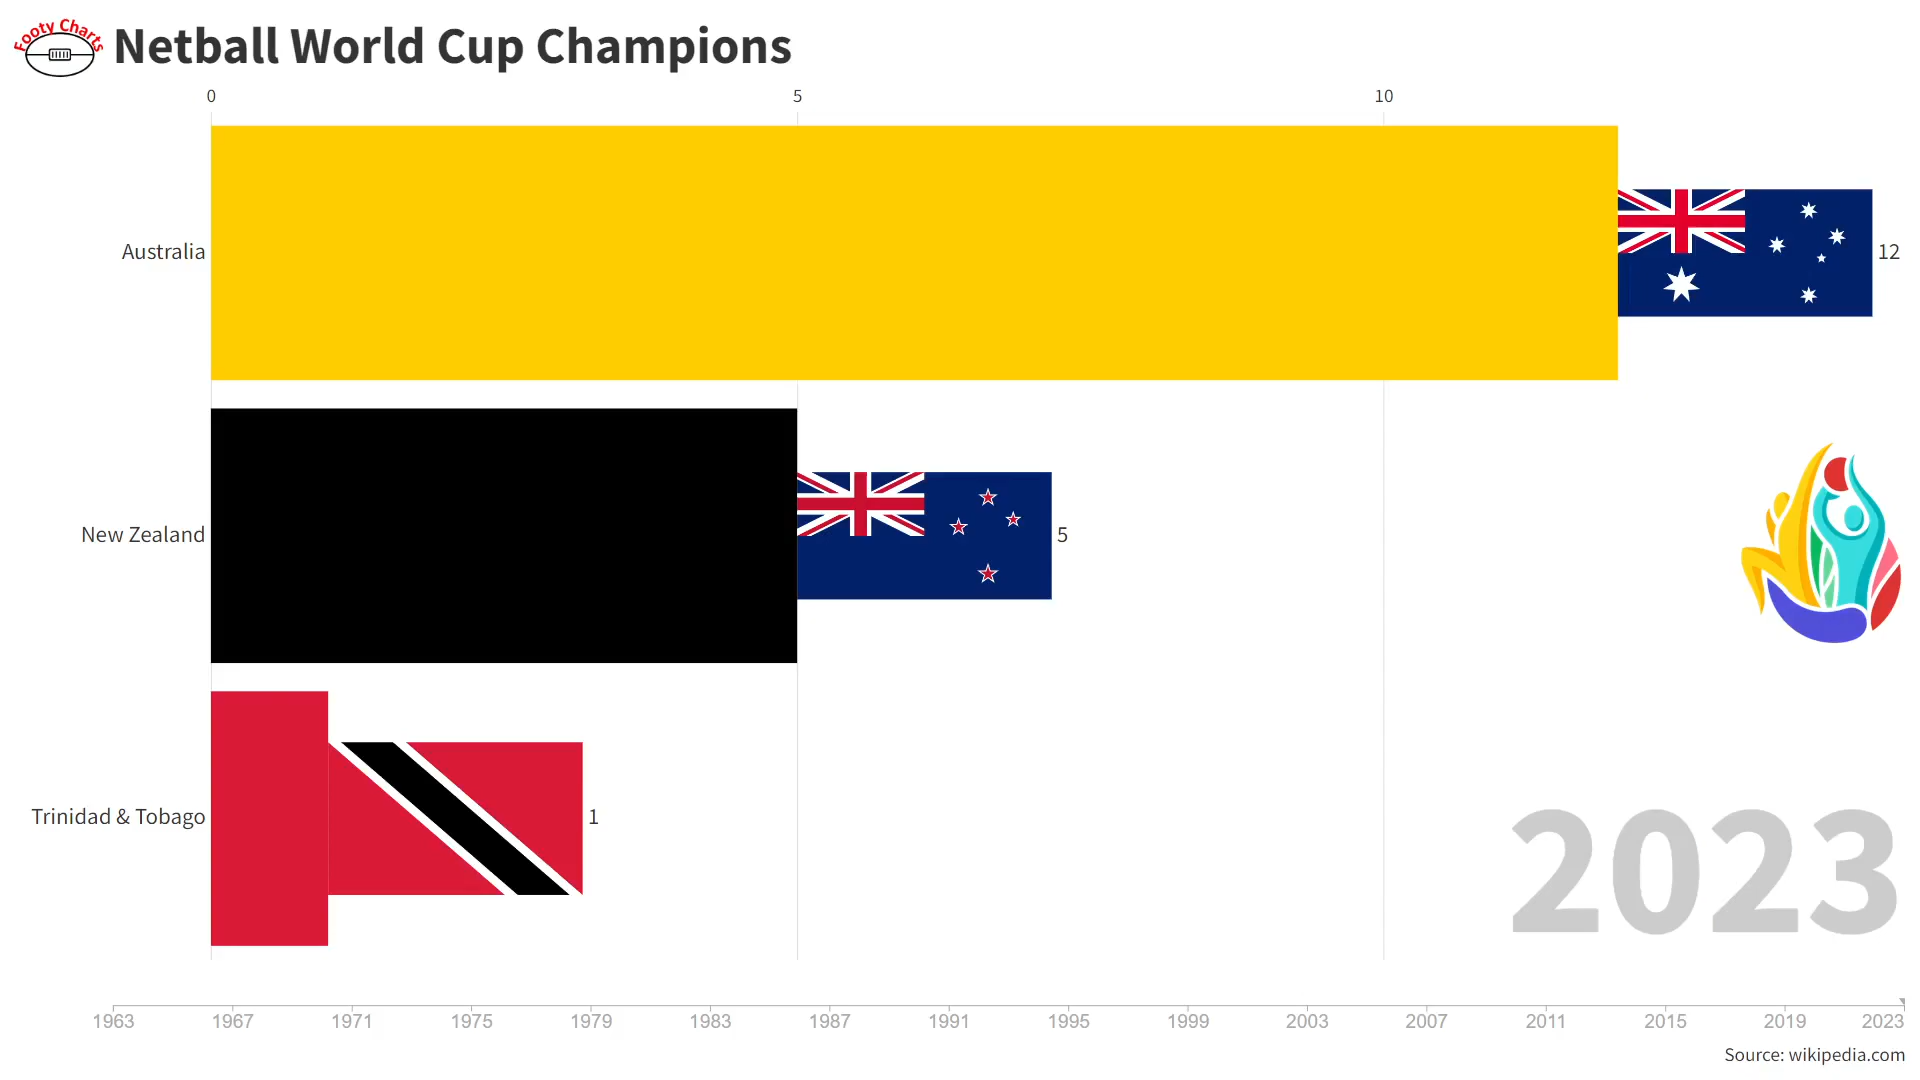 Footy Charts
Netball World Cup Champions
0 5 10
Australia 12
New Zealand 5
Trinidad & Tobago 1
2023
1963 1967 1971 1975 1979 1983 1987 1991 1995 1999 2003 2007 2011 2015 2019 2023
Source: wikipedia.com